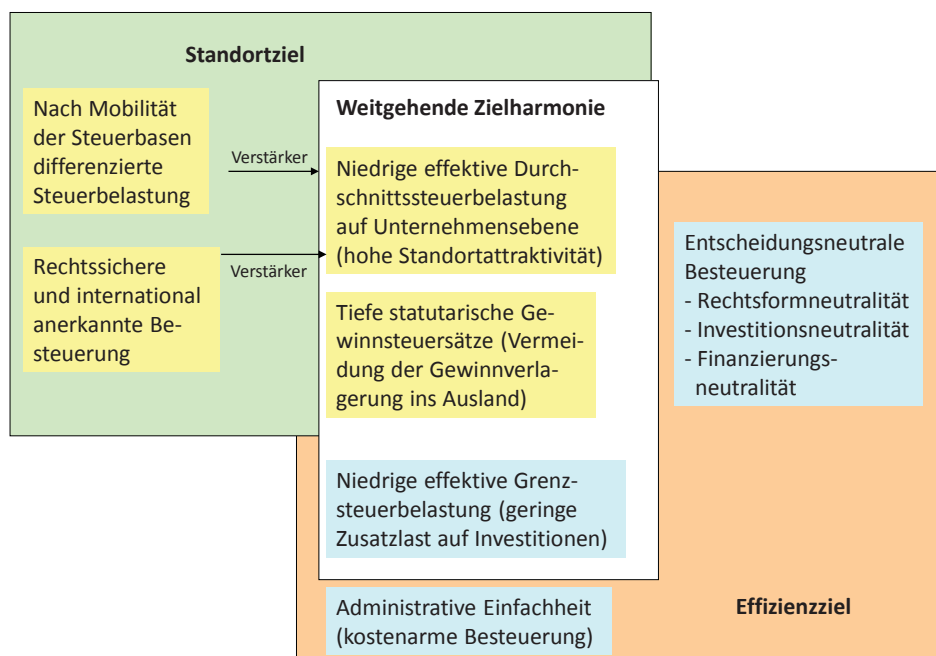 Standortziel
Nach Mobilität
der Steuerbasen
differenzierte
Steuerbelastung
Verstärker
Rechtssichere
und international
anerkannte Be-
steuerung
Verstärker
Weitgehende Zielharmonie
Niedrige effektive Durch-
schnittssteuerbelastung
auf Unternehmensebene
(hohe Standortattraktivität)
Tiefe statutarische Ge-
winnsteuersätze (Vermei-
dung der Gewinnverla-
gerung ins Ausland)
Niedrige effektive Grenz-
steuerbelastung (geringe
Zusatzlast auf Investitionen)
Administrative Einfachheit
(kostenarme Besteuerung)
Entscheidungsneutrale
Besteuerung
- Rechtsformneutralität
- Investitionsneutralität
- Finanzierungs-
neutralität
Effizienzziel